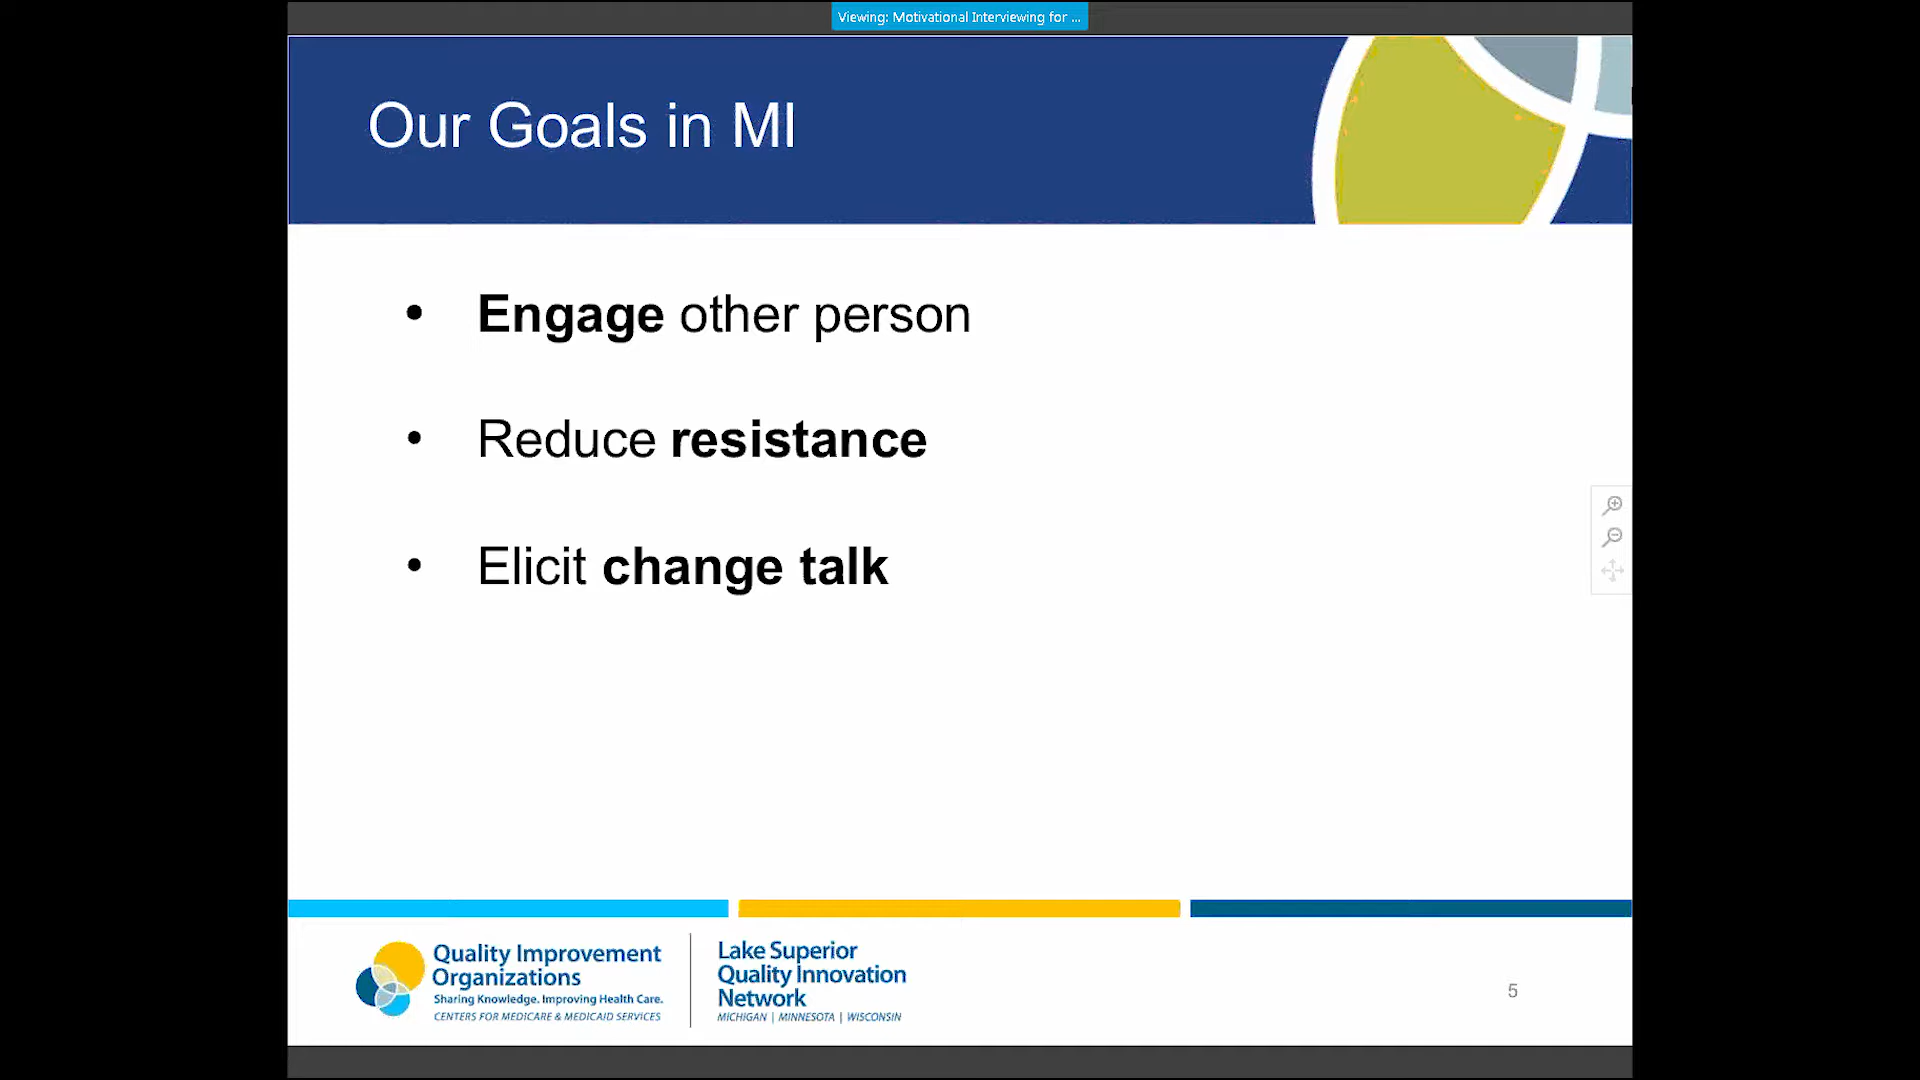 Viewing: Motivational Interviewing for ...
Our Goals in MI
• Engage other person
• Reduce resistance
• Elicit change talk
Quality Improvement
Organizations
Sharing Knowledge. Improving Health Care.
CENTERS FOR MEDICARE & MEDICAID SERVICES
Lake Superior
Quality Innovation
Network
MICHIGAN | MINNESOTA | WISCONSIN
5